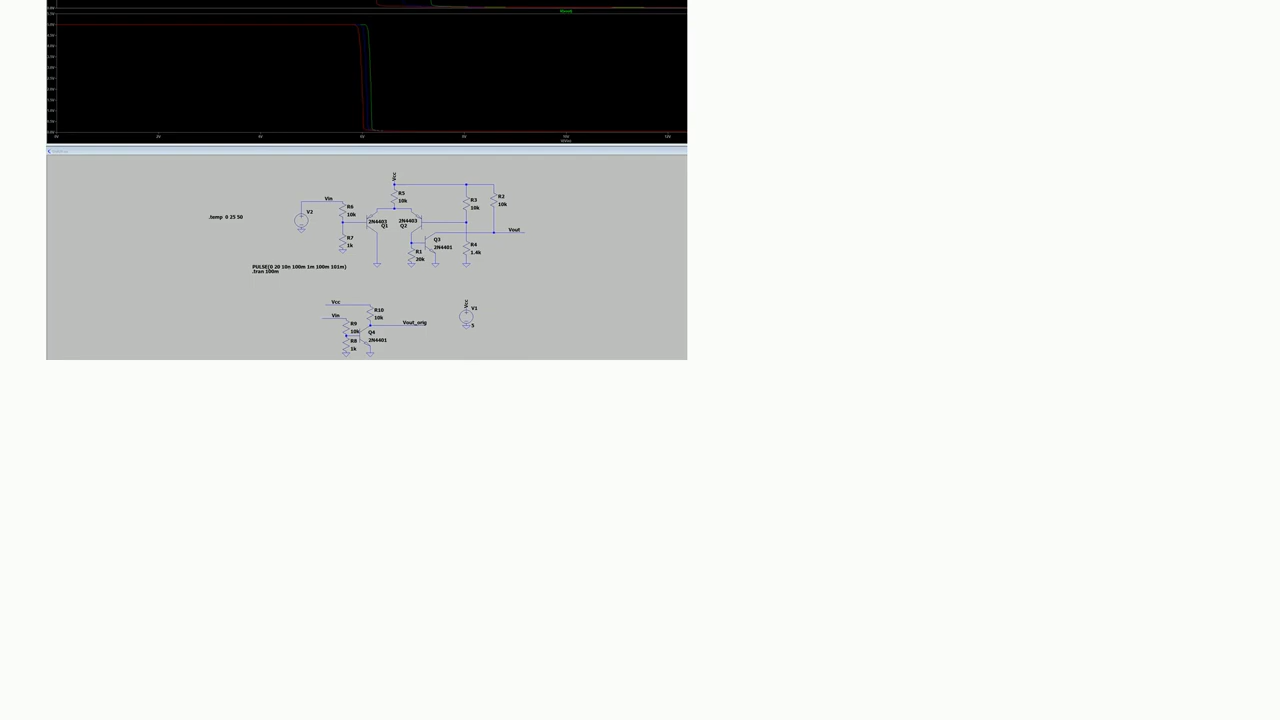 Vcc
R5
10k
R3
10k
R2
10k
Vin
R6
10k
V2
.temp 0 25 50
2N4403
Q1
2N4403
Q2
Vout
Q3
2N4401
R7
1k
R4
1.4k
R1
20k
PULSE(0 20 10n 100m 1m 100m 101m)
.tran 100m
Vcc
R10
10k
Vin
R9
10k
Vout_orig
Q4
2N4401
R8
1k
Vcc
V1
5